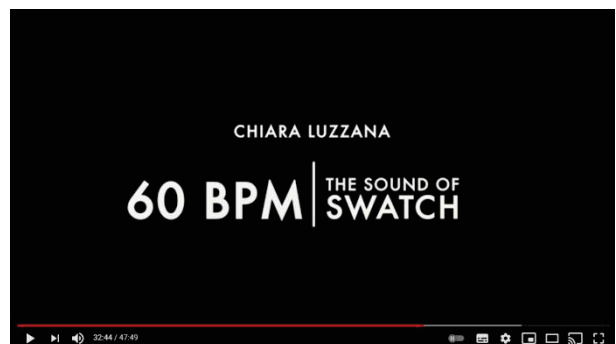 CHIARA LUZZANA
60 BPM THE SOUND OF
SWATCH
32:44 / 47:49